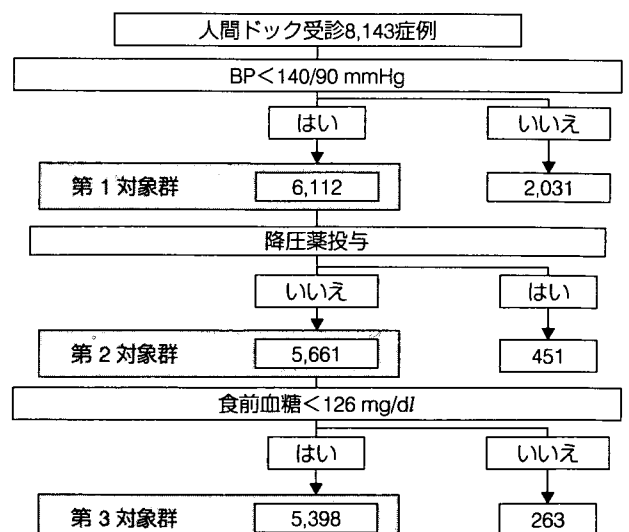 人間ドック受診8,143症例
BP<140/90 mmHg
はい いいえ
第1対象群 6,112 2,031
降圧薬投与
いいえ はい
第2対象群 5,661 451
食前血糖<126 mg/dl
はい いいえ
第3対象群 5,398 263